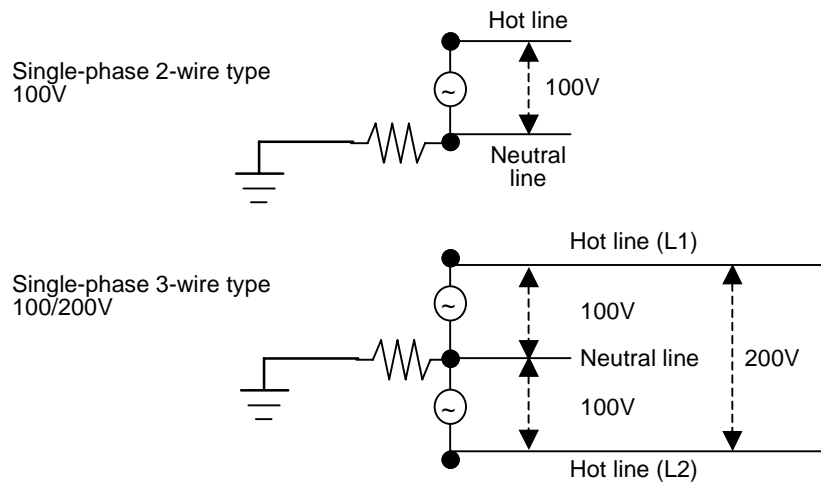 Hot line
Single-phase 2-wire type
100V
~
100V
Neutral
line
Hot line (L1)
Single-phase 3-wire type
100/200V
~
100V
Neutral line
200V
~
100V
Hot line (L2)